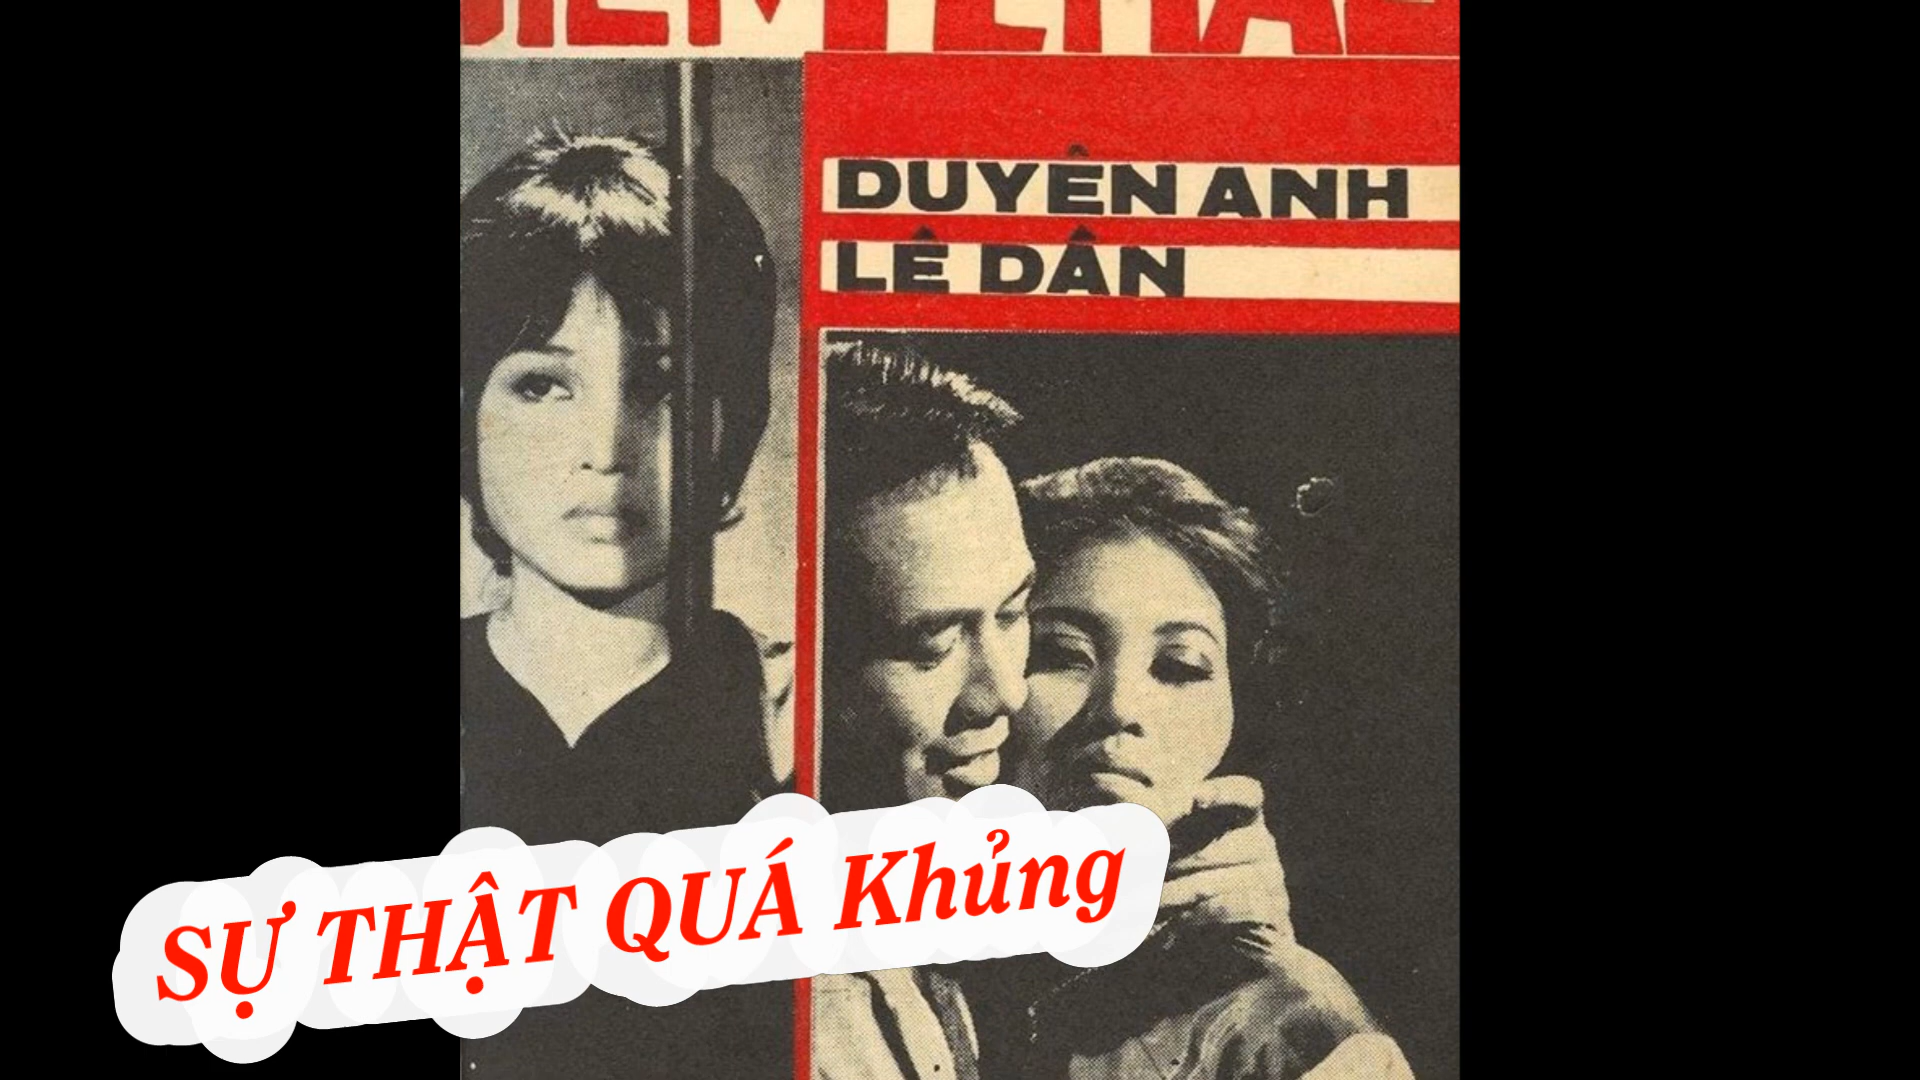 DUYÊN ANH
LÊ DÂN
SỰ THẬT QUÁ Khủng